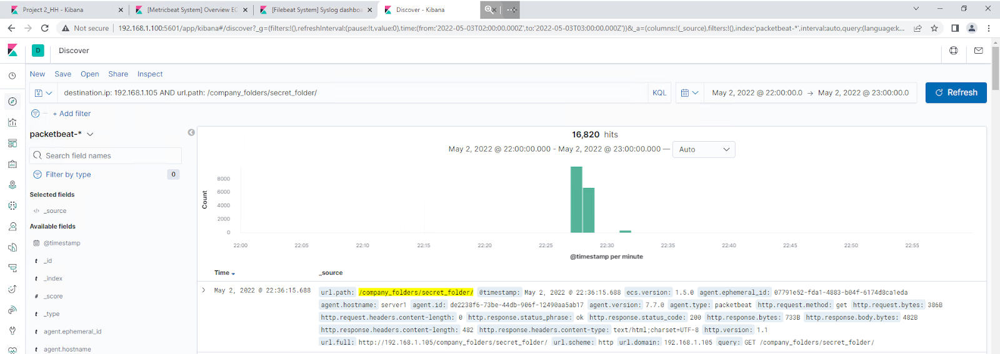 Project 2_HH - Kibana
[Metricbeat System] Overview EC
[Filebeat System] Syslog dashboa
Discover - Kibana
Not secure 192.168.1.100:5601/app/kibana#/discover?_g=(filters:!(),refreshInterval:(pause:!t,value:0),time:(from:'2022-05-03T02:00:00.000Z',to:'2022-05-03T03:00:00.000Z'))&_a=(columns:!(_source),filters:!(),index:'packetbeat-*',interval:auto,query:(language:k...
D Discover
New Save Open Share Inspect
destination.ip: 192.168.1.105 AND url.path: /company_folders/secret_folder/ KQL May 2, 2022 @ 22:00:00.0 → May 2, 2022 @ 23:00:00.0 Refresh
+ Add filter
packetbeat-*
16,820 hits
May 2, 2022 @ 22:00:00.000 - May 2, 2022 @ 23:00:00.000 — Auto
Search field names
Filter by type 0
Selected fields
</> _source
Available fields
@timestamp
t _id
t _index
# _score
t _type
t agent.ephemeral_id
t agent.hostname
Count
8000
6000
4000
2000
0
22:00 22:05 22:10 22:15 22:20 22:25 22:30 22:35 22:40 22:45 22:50 22:55
@timestamp per minute
Time _source
May 2, 2022 @ 22:36:15.688 url.path: /company_folders/secret_folder/ @timestamp: May 2, 2022 @ 22:36:15.688 ecs.version: 1.5.0 agent.ephemeral_id: 07791e52-fda1-4883-b04f-6174d8ca1eda
agent.hostname: server1 agent.id: de2238f6-73be-44db-906f-12490aa5ab17 agent.version: 7.7.0 agent.type: packetbeat http.request.method: get http.request.bytes: 386B
http.request.headers.content-length: 0 http.response.status_phrase: ok http.response.status_code: 200 http.response.bytes: 733B http.response.body.bytes: 482B
http.response.headers.content-length: 482 http.response.headers.content-type: text/html;charset=UTF-8 http.version: 1.1
url.full: http://192.168.1.105/company_folders/secret_folder/ url.scheme: http url.domain: 192.168.1.105 query: GET /company_folders/secret_folder/